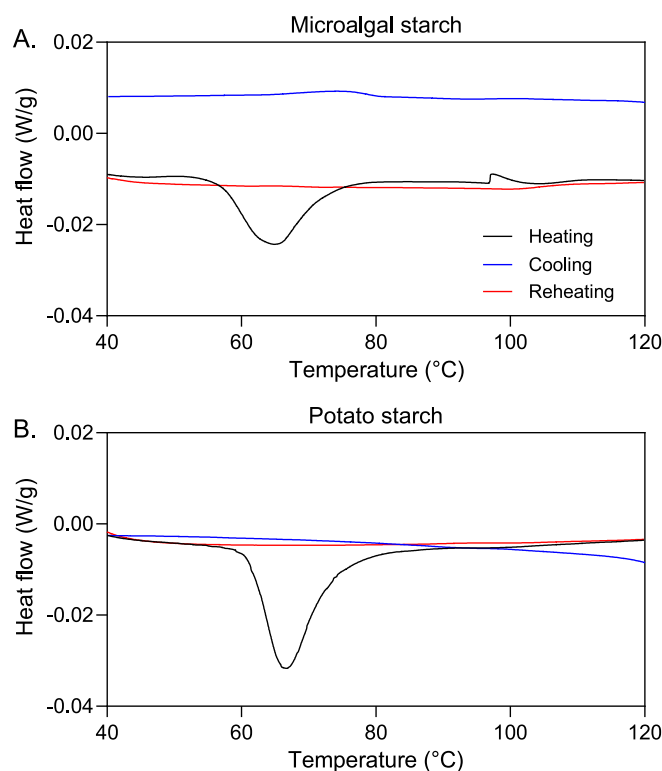 A.
Microalgal starch
0.02
0.00
-0.02
-0.04
Heat flow (W/g)
Heating
Cooling
Reheating
40 60 80 100 120
Temperature (°C)
B.
Potato starch
0.02
0.00
-0.02
-0.04
Heat flow (W/g)
40 60 80 100 120
Temperature (°C)